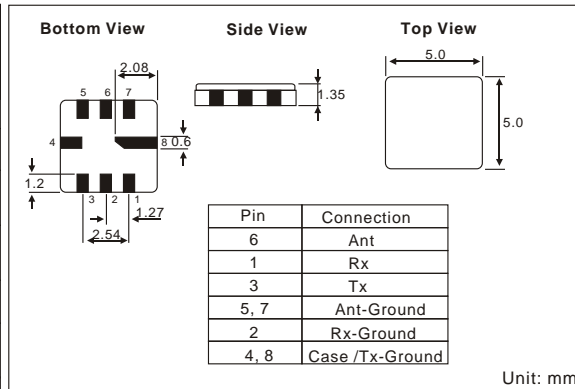 Bottom View
Side View
Top View
2.08
5 6 7
4
8 0.6
1.2
3 2 1
1.27
2.54
1.35
5.0
5.0
Pin Connection
6 Ant
1 Rx
3 Tx
5, 7 Ant-Ground
2 Rx-Ground
4, 8 Case /Tx-Ground
Unit: mm